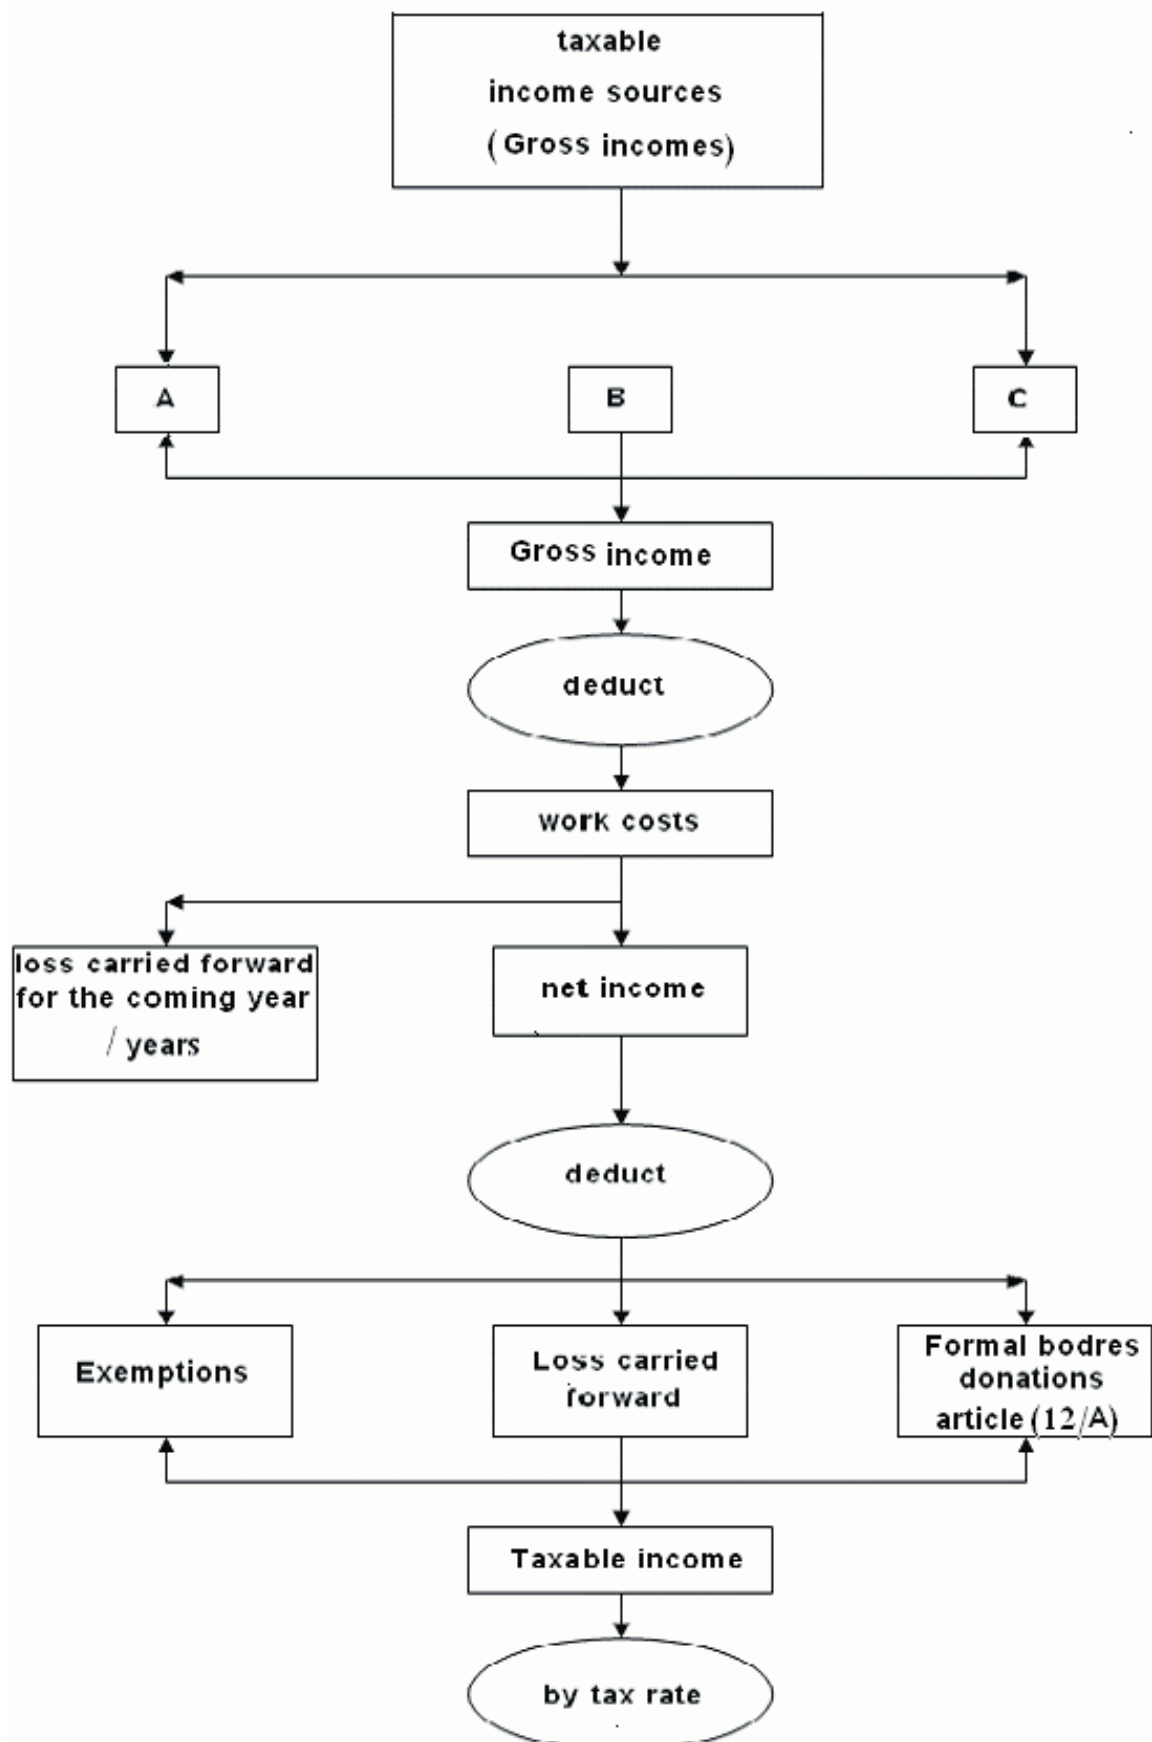 taxable
income sources
(Gross incomes)
A
B
C
Gross income
deduct
work costs
loss carried forward
for the coming year
/ years
net income
deduct
Exemptions
Loss carried
forward
Formal bodres
donations
article (12/A)
Taxable income
by tax rate